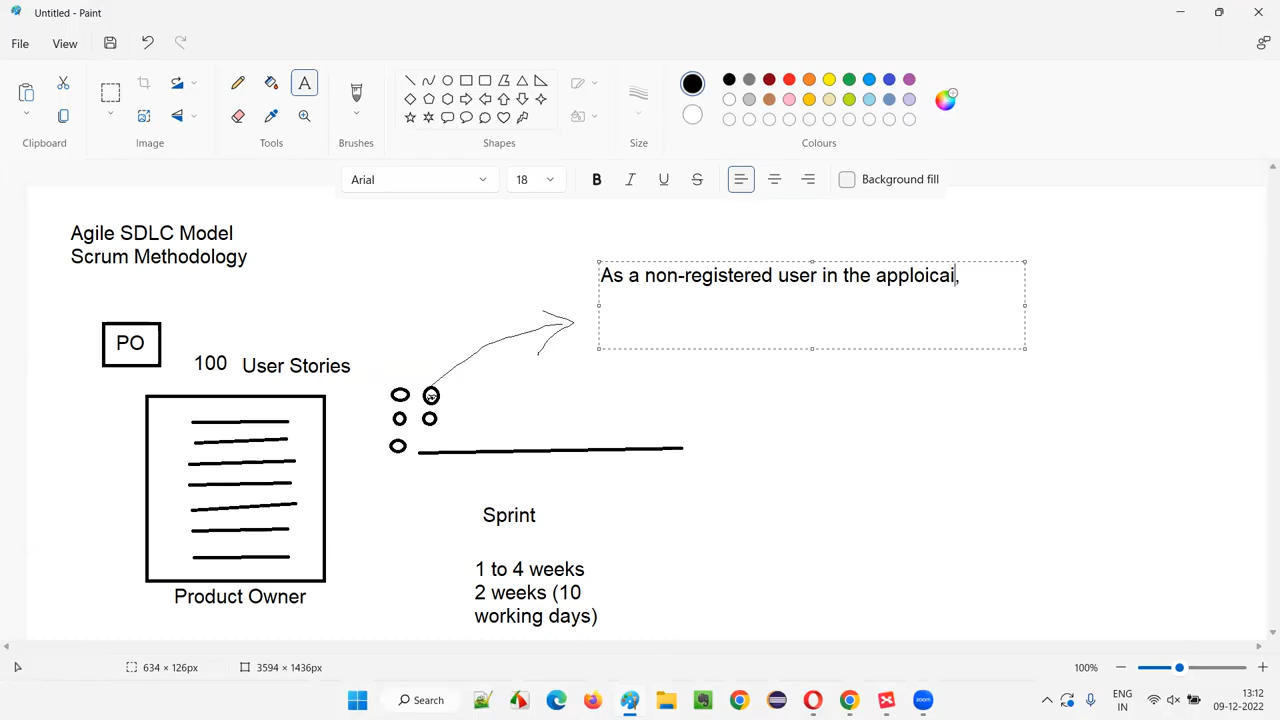 Untitled - Paint
File
View
Arial
18
B
I
U
Background fill
Clipboard
Image
Tools
Brushes
Shapes
Size
Colours
Agile SDLC Model
Scrum Methodology
As a non-registered user in the apploicai,
PO
100
User Stories
Product Owner
Sprint
1 to 4 weeks
2 weeks (10
working days)
634 × 126px
3594 × 1436px
100%
Search
zoom
ENG
IN
13:12
09-12-2022